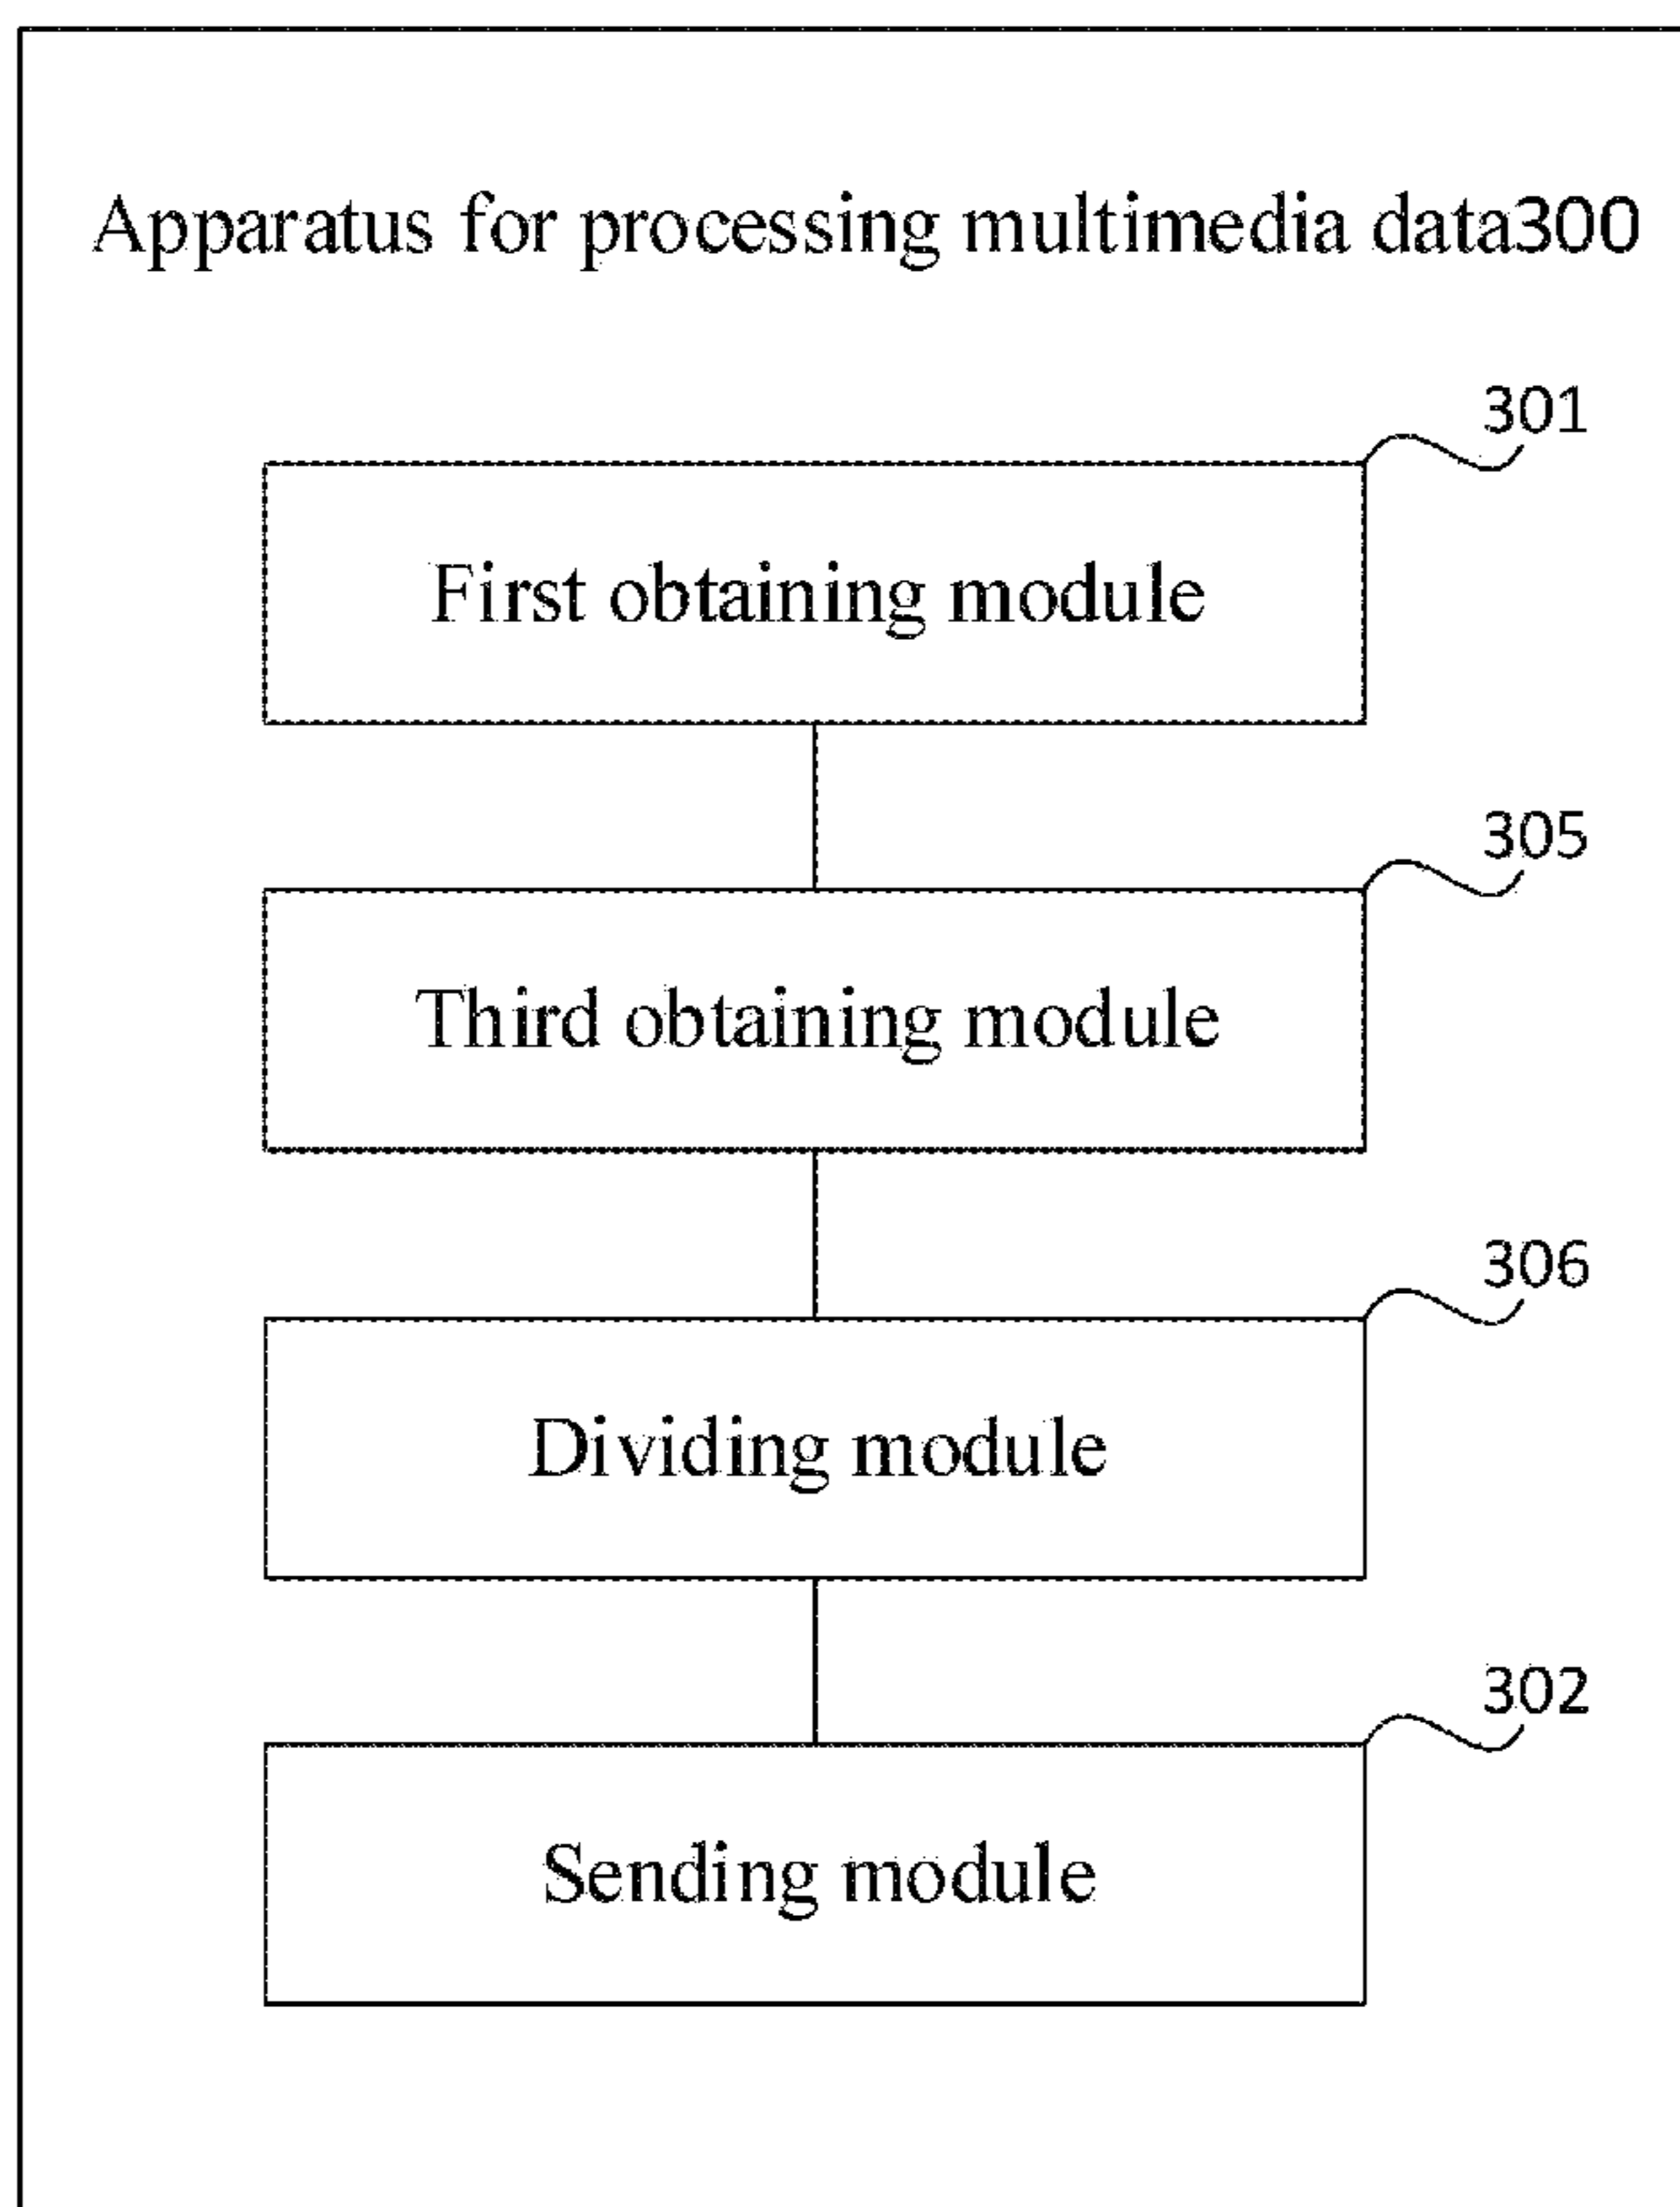 Apparatus for processing multimedia data300
301
First obtaining module
305
Third obtaining module
306
Dividing module
302
Sending module